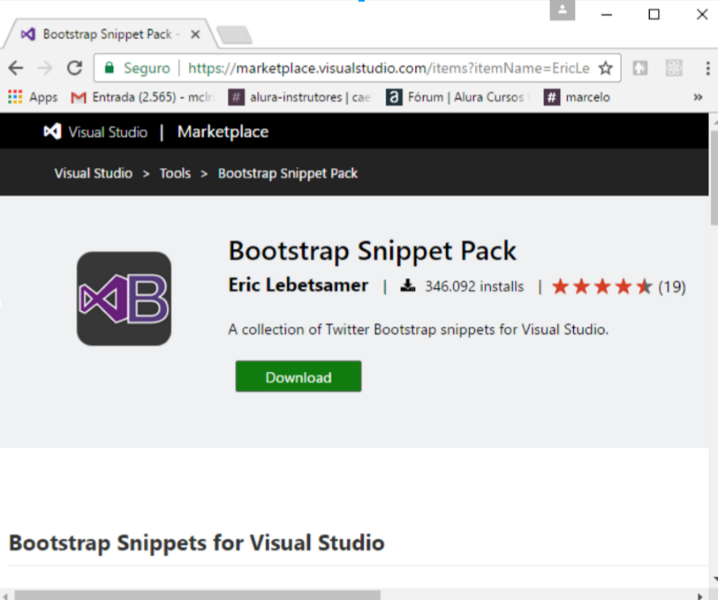 Bootstrap Snippet Pack -
Seguro | https://marketplace.visualstudio.com/items?itemName=EricLe
Apps Entrada (2.565) - alura-instrutores | cae Fórum | Alura Cursos # marcelo »
Visual Studio | Marketplace
Visual Studio > Tools > Bootstrap Snippet Pack
B
Bootstrap Snippet Pack
Eric Lebetsamer | 346.092 installs | (19)
A collection of Twitter Bootstrap snippets for Visual Studio.
Download
Bootstrap Snippets for Visual Studio